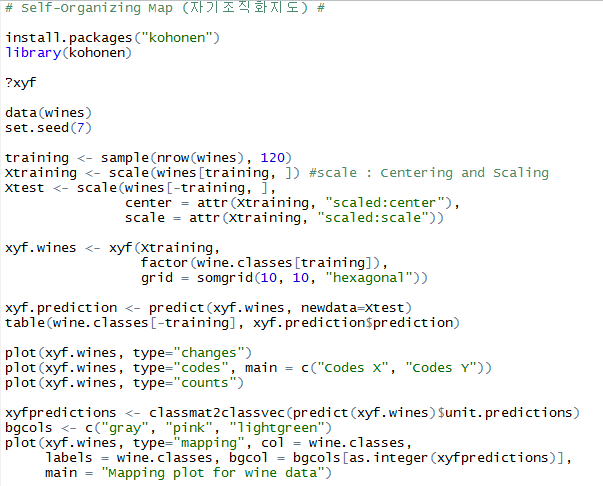 # Self-Organizing Map (자기조직화지도) #
install.packages("kohonen")
library(kohonen)
?xyf
data(wines)
set.seed(7)
training <- sample(nrow(wines), 120)
Xtraining <- scale(wines[training, ]) #scale : Centering and Scaling
Xtest <- scale(wines[-training, ],
center = attr(Xtraining, "scaled:center"),
scale = attr(Xtraining, "scaled:scale"))
xyf.wines <- xyf(Xtraining,
factor(wine.classes[training]),
grid = somgrid(10, 10, "hexagonal"))
xyf.prediction <- predict(xyf.wines, newdata=Xtest)
table(wine.classes[-training], xyf.prediction$prediction)
plot(xyf.wines, type="changes")
plot(xyf.wines, type="codes", main = c("Codes X", "Codes Y"))
plot(xyf.wines, type="counts")
xyfpredictions <- classmat2classvec(predict(xyf.wines)$unit.predictions)
bgcols <- c("gray", "pink", "lightgreen")
plot(xyf.wines, type="mapping", col = wine.classes,
labels = wine.classes, bgcol = bgcols[as.integer(xyfpredictions)],
main = "Mapping plot for wine data")